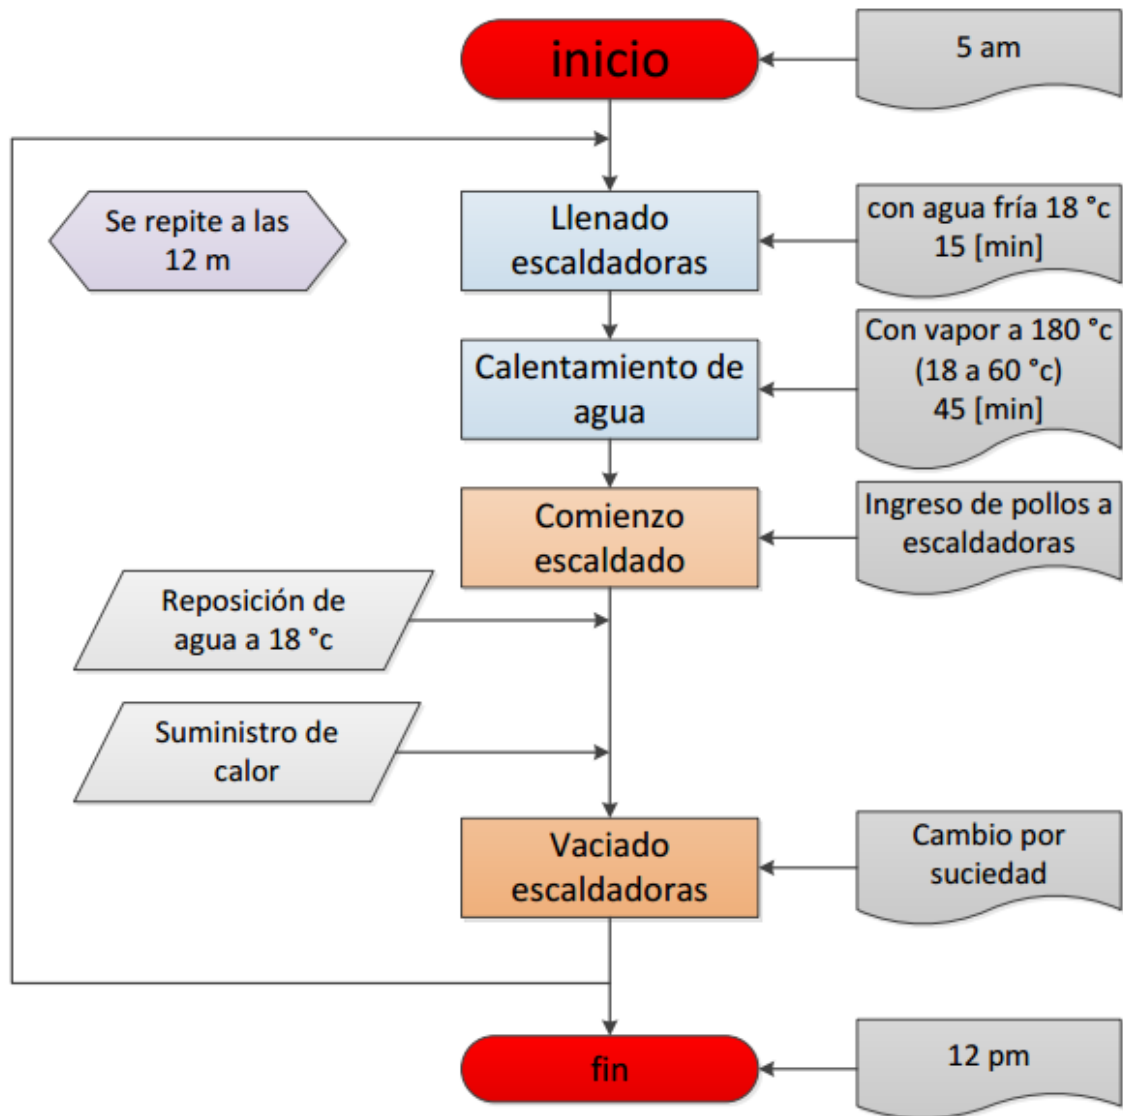 inicio
5 am
Se repite a las
12 m
Llenado
escaldadoras
con agua fría 18 °c
15 [min]
Calentamiento de
agua
Con vapor a 180 °c
(18 a 60 °c)
45 [min]
Comienzo
escaldado
Ingreso de pollos a
escaldadoras
Reposición de
agua a 18 °c
Suministro de
calor
Vaciado
escaldadoras
Cambio por
suciedad
fin
12 pm